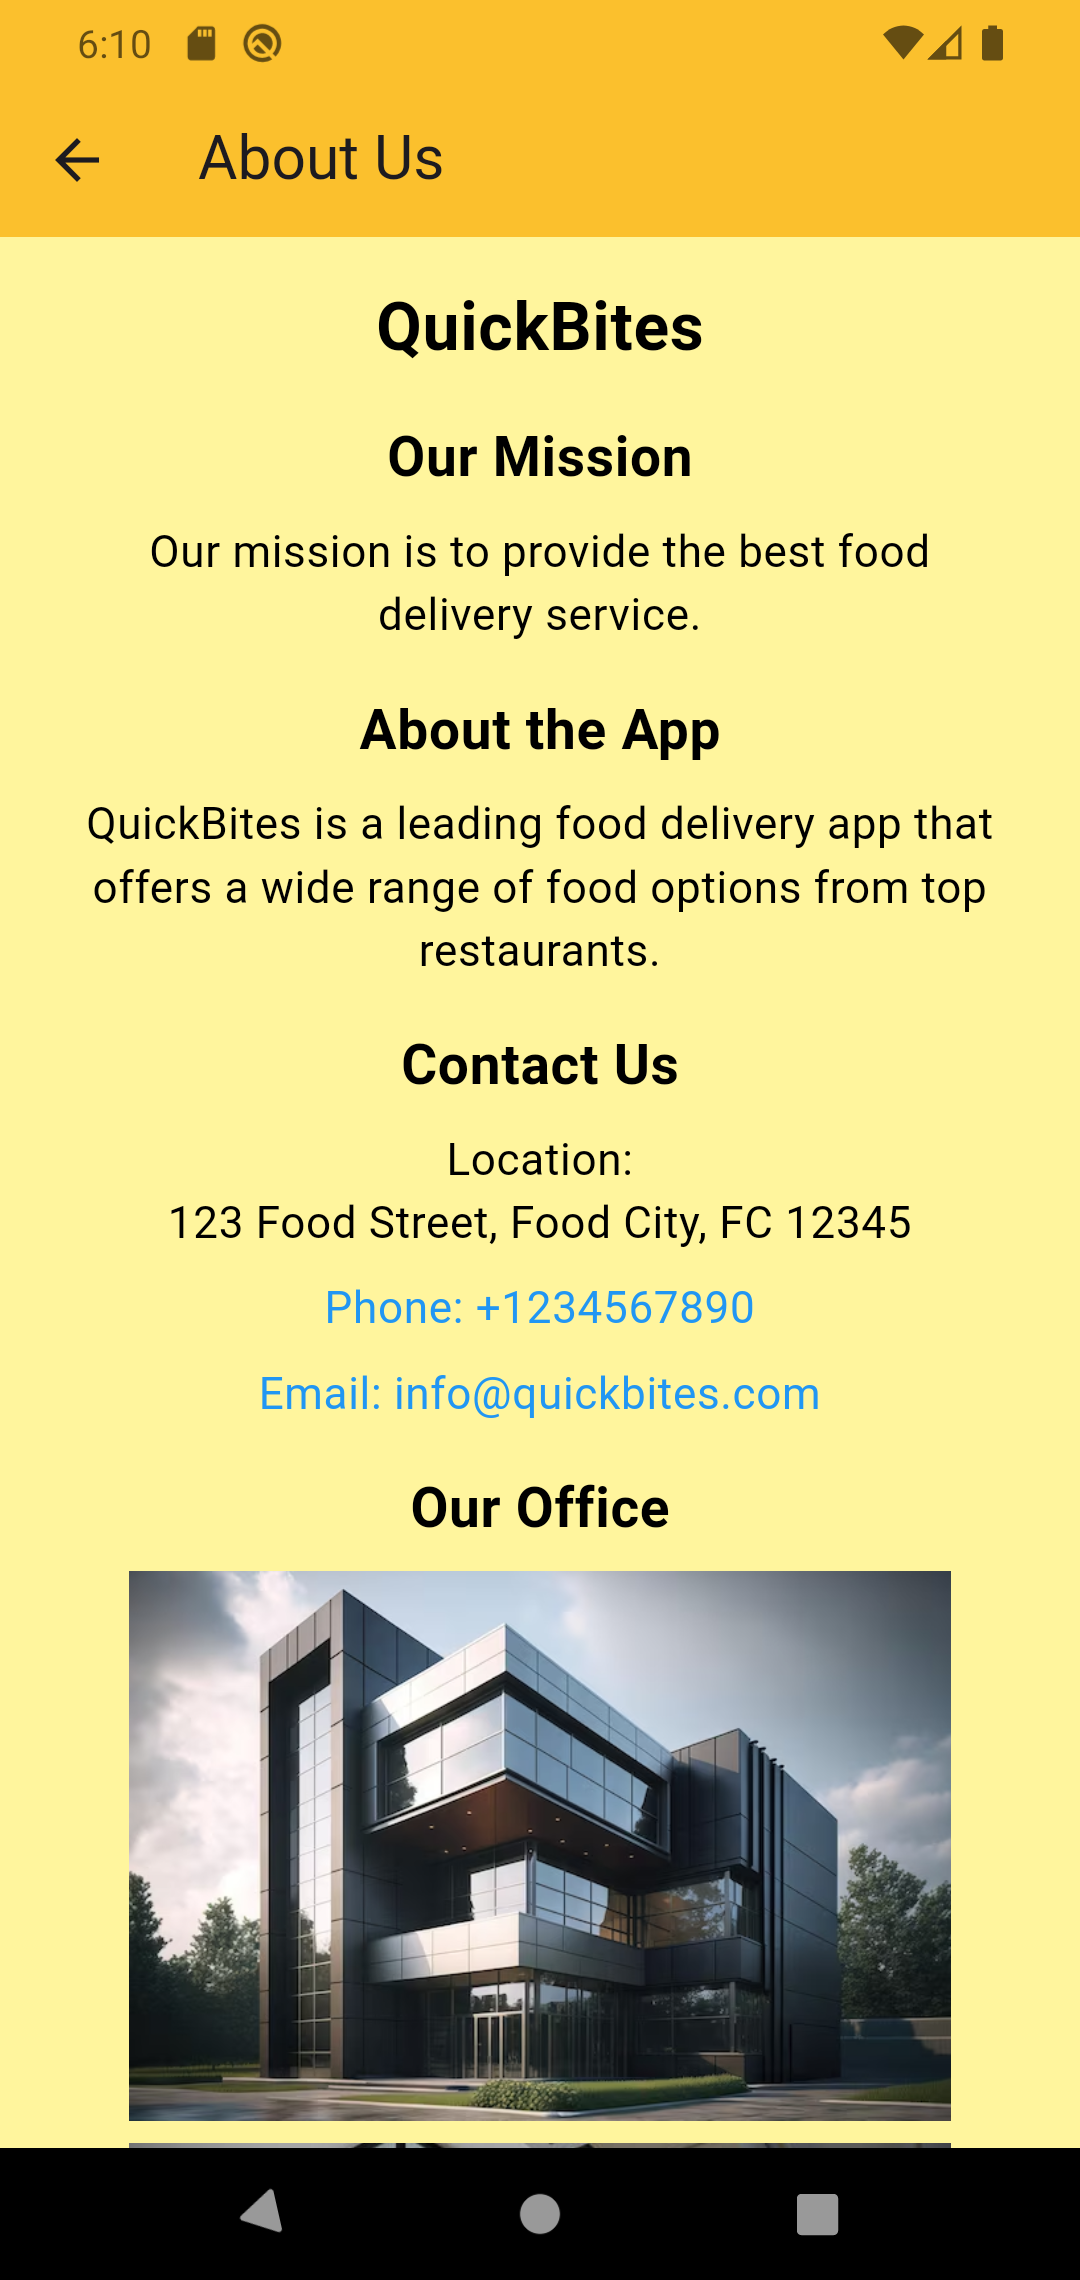 6:10
About Us
QuickBites
Our Mission
Our mission is to provide the best food
delivery service.
About the App
QuickBites is a leading food delivery app that
offers a wide range of food options from top
restaurants.
Contact Us
Location:
123 Food Street, Food City, FC 12345
Phone: +1234567890
Email: info@quickbites.com
Our Office